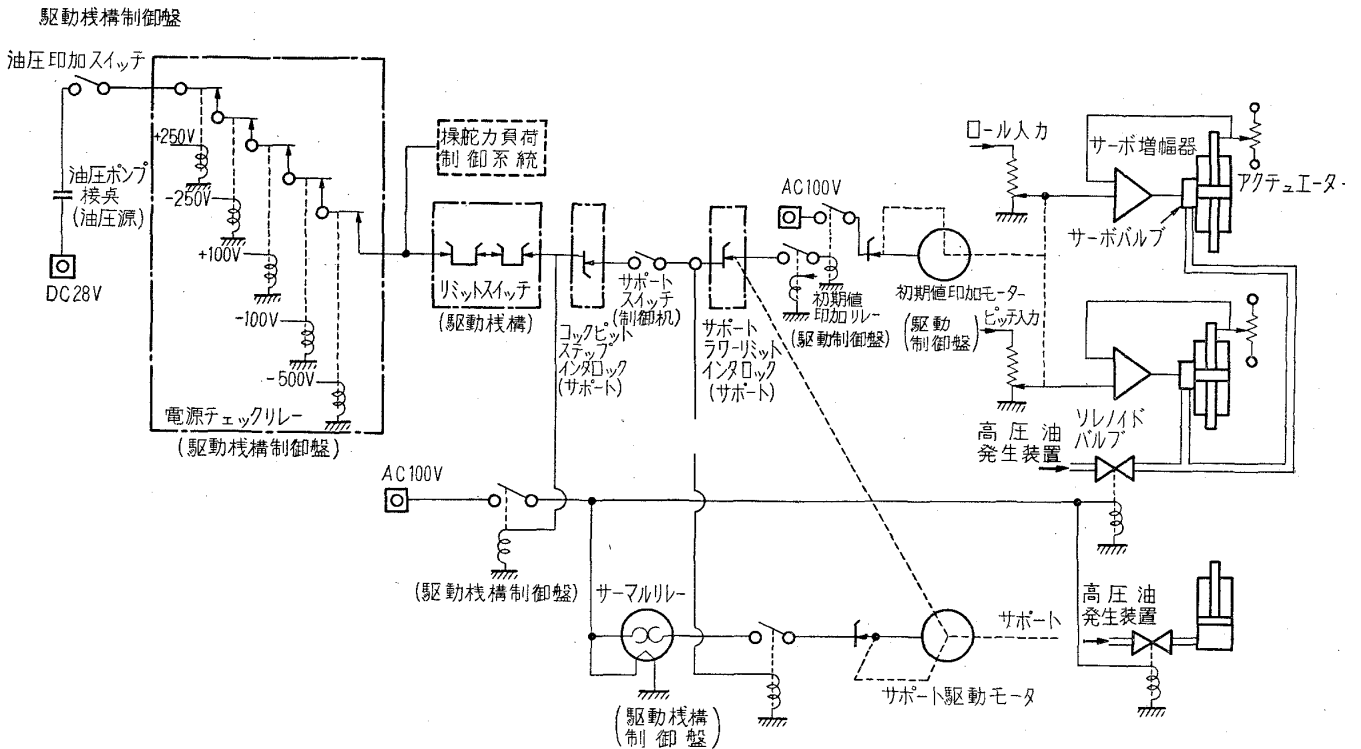 駆動桟構制御盤
油圧印加スイッチ
油圧ポンプ
接点
(油圧源)
DC28V
+250V
-250V
+100V
-100V
-500V
電源チェックリレー
(駆動桟構制御盤)
操舵力負荷
制御系統
リミットスイッチ
(駆動桟構)
コックピット
ステップ
インタロック
(サポート)
サポート
スイッチ
(制御机)
サポート
ラワーリミット
インタロック
(サポート)
AC100V
初期値
印加リレー
(駆動制御盤)
初期値印加モーター
(駆動
制御盤)
ロール入力
ピッチ入力
サーボ増幅器
アクテュエーター
サーボバルブ
ソレノイド
バルブ
高圧油
発生装置
AC100V
(駆動桟構制御盤)
サーマルリレー
(駆動桟構
制御盤)
サポート駆動モータ
サポート
高圧油
発生装置